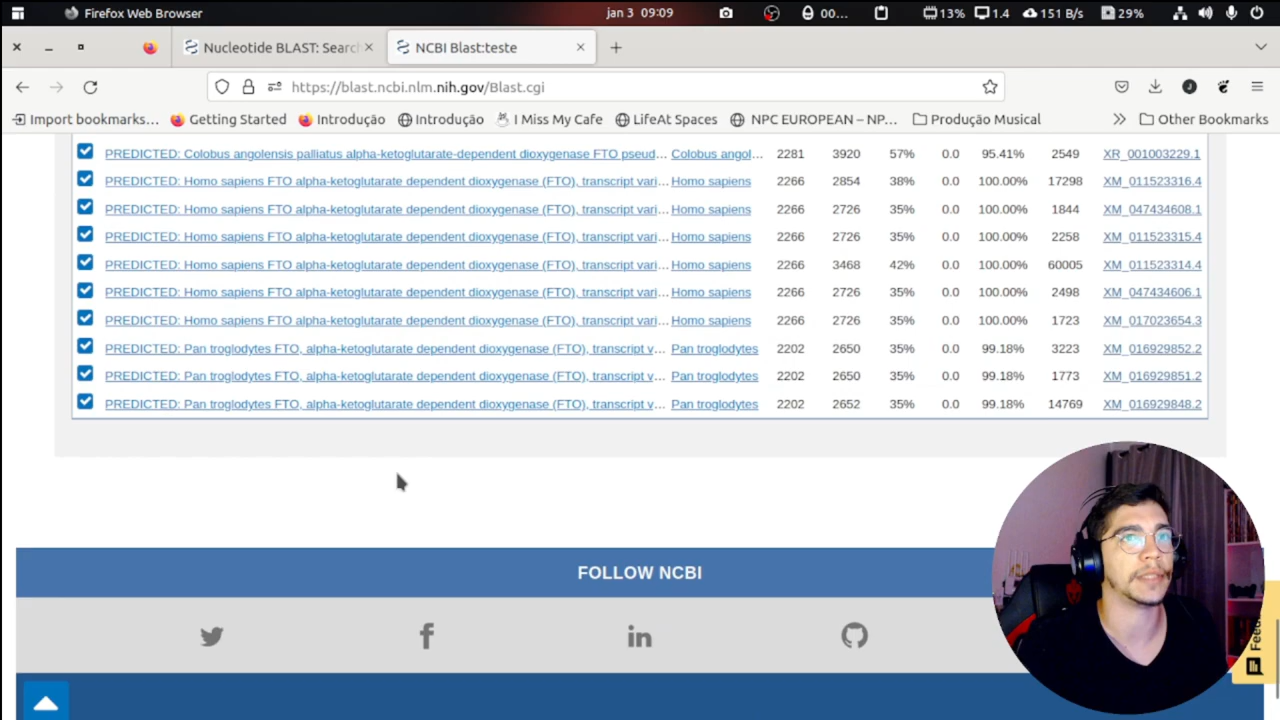 Firefox Web Browser jan 3 09:09 00... 13% 1.4 151 B/s 29%
Nucleotide BLAST: Searc NCBI Blast:teste
https://blast.ncbi.nlm.nih.gov/Blast.cgi
Import bookmarks... Getting Started Introdução Introdução I Miss My Cafe LifeAt Spaces NPC EUROPEAN – NP... Produção Musical Other Bookmarks
PREDICTED: Colobus angolensis palliatus alpha-ketoglutarate-dependent dioxygenase FTO pseud... Colobus angol... 2281 3920 57% 0.0 95.41% 2549 XR_001003229.1
PREDICTED: Homo sapiens FTO alpha-ketoglutarate dependent dioxygenase (FTO), transcript vari... Homo sapiens 2266 2854 38% 0.0 100.00% 17298 XM_011523316.4
PREDICTED: Homo sapiens FTO alpha-ketoglutarate dependent dioxygenase (FTO), transcript vari... Homo sapiens 2266 2726 35% 0.0 100.00% 1844 XM_047434608.1
PREDICTED: Homo sapiens FTO alpha-ketoglutarate dependent dioxygenase (FTO), transcript vari... Homo sapiens 2266 2726 35% 0.0 100.00% 2258 XM_011523315.4
PREDICTED: Homo sapiens FTO alpha-ketoglutarate dependent dioxygenase (FTO), transcript vari... Homo sapiens 2266 3468 42% 0.0 100.00% 60005 XM_011523314.4
PREDICTED: Homo sapiens FTO alpha-ketoglutarate dependent dioxygenase (FTO), transcript vari... Homo sapiens 2266 2726 35% 0.0 100.00% 2498 XM_047434606.1
PREDICTED: Homo sapiens FTO alpha-ketoglutarate dependent dioxygenase (FTO), transcript vari... Homo sapiens 2266 2726 35% 0.0 100.00% 1723 XM_017023654.3
PREDICTED: Pan troglodytes FTO, alpha-ketoglutarate dependent dioxygenase (FTO), transcript v... Pan troglodytes 2202 2650 35% 0.0 99.18% 3223 XM_016929852.2
PREDICTED: Pan troglodytes FTO, alpha-ketoglutarate dependent dioxygenase (FTO), transcript v... Pan troglodytes 2202 2650 35% 0.0 99.18% 1773 XM_016929851.2
PREDICTED: Pan troglodytes FTO, alpha-ketoglutarate dependent dioxygenase (FTO), transcript v... Pan troglodytes 2202 2652 35% 0.0 99.18% 14769 XM_016929848.2
FOLLOW NCBI